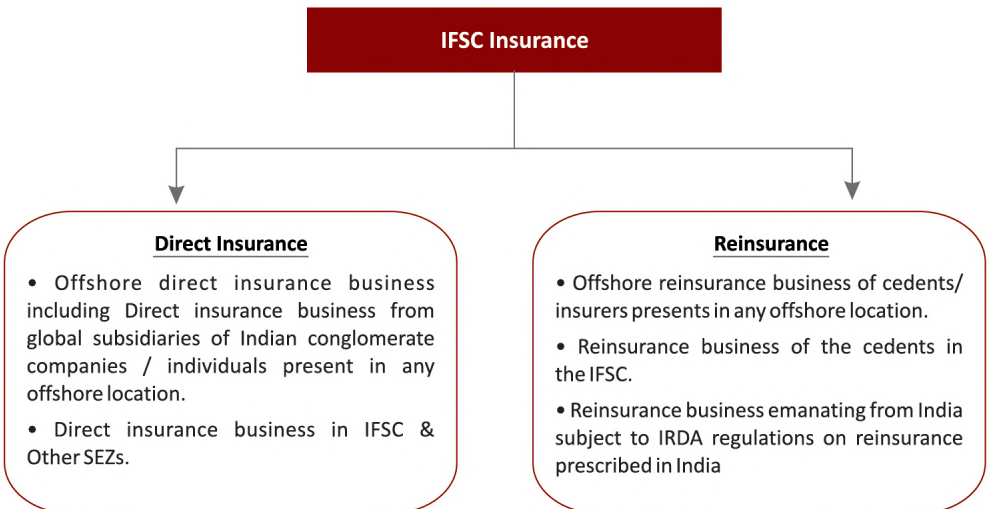 IFSC Insurance
Direct Insurance
• Offshore direct insurance business
including Direct insurance business from
global subsidiaries of Indian conglomerate
companies / individuals present in any
offshore location.
• Direct insurance business in IFSC &
Other SEZs.
Reinsurance
• Offshore reinsurance business of cedents/
insurers presents in any offshore location.
• Reinsurance business of the cedents in
the IFSC.
• Reinsurance business emanating from India
subject to IRDA regulations on reinsurance
prescribed in India